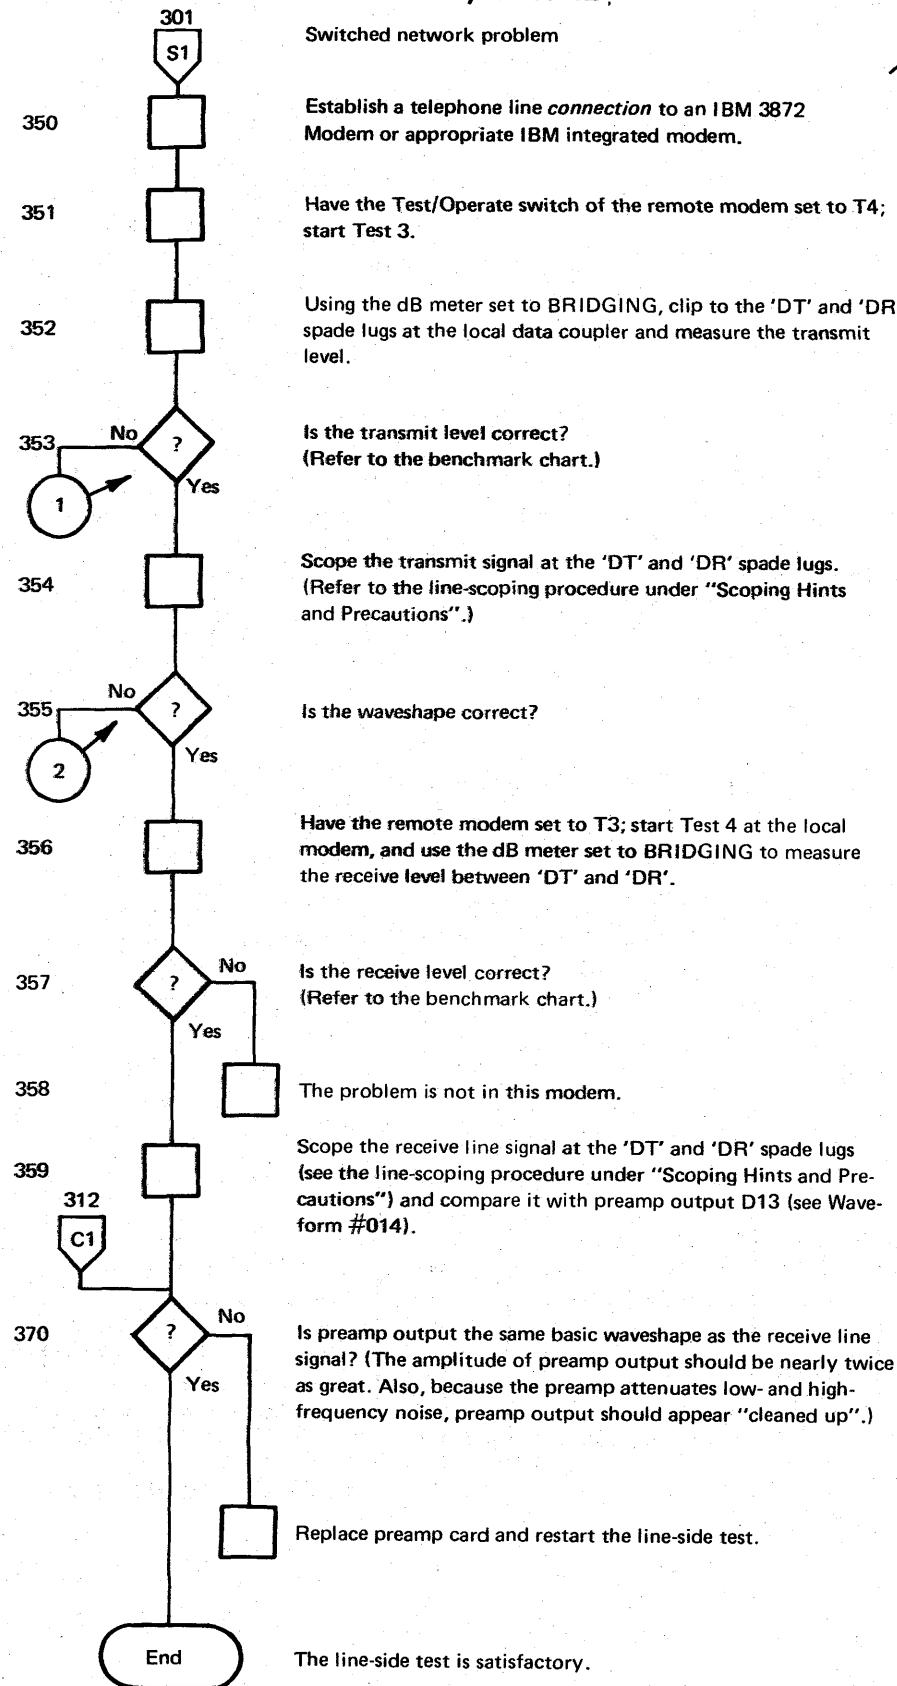 301
S1
Switched network problem
350
Establish a telephone line connection to an IBM 3872
Modem or appropriate IBM integrated modem.
351
Have the Test/Operate switch of the remote modem set to T4;
start Test 3.
352
Using the dB meter set to BRIDGING, clip to the 'DT' and 'DR
spade lugs at the local data coupler and measure the transmit
level.
353
No
?
Yes
1
Is the transmit level correct?
(Refer to the benchmark chart.)
354
Scope the transmit signal at the 'DT' and 'DR' spade lugs.
(Refer to the line-scoping procedure under "Scoping Hints
and Precautions".)
355
No
?
Yes
2
Is the waveshape correct?
356
Have the remote modem set to T3; start Test 4 at the local
modem, and use the dB meter set to BRIDGING to measure
the receive level between 'DT' and 'DR'.
357
?
No
Yes
Is the receive level correct?
(Refer to the benchmark chart.)
358
The problem is not in this modem.
359
Scope the receive line signal at the 'DT' and 'DR' spade lugs
(see the line-scoping procedure under "Scoping Hints and Pre-
cautions") and compare it with preamp output D13 (see Wave-
form #014).
312
C1
370
?
No
Yes
Is preamp output the same basic waveshape as the receive line
signal? (The amplitude of preamp output should be nearly twice
as great. Also, because the preamp attenuates low- and high-
frequency noise, preamp output should appear "cleaned up".)
Replace preamp card and restart the line-side test.
End
The line-side test is satisfactory.